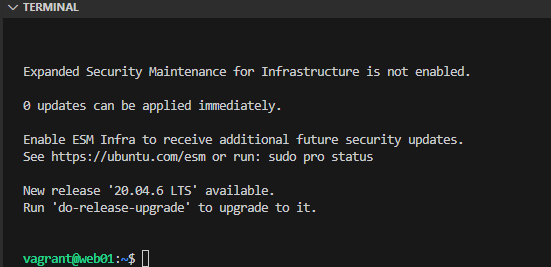 TERMINAL
Expanded Security Maintenance for Infrastructure is not enabled.
0 updates can be applied immediately.
Enable ESM Infra to receive additional future security updates.
See https://ubuntu.com/esm or run: sudo pro status
New release '20.04.6 LTS' available.
Run 'do-release-upgrade' to upgrade to it.
vagrant@web01:~$